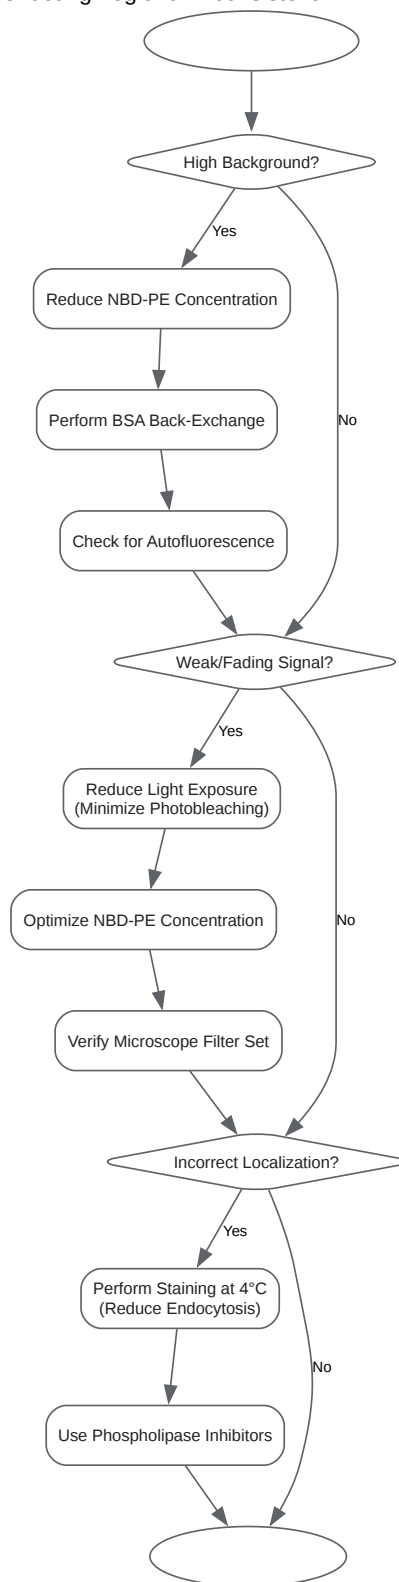 High Background?
Yes
Reduce NBD-PE Concentration
Perform BSA Back-Exchange
No
Check for Autofluorescence
Weak/Fading Signal?
Yes
Reduce Light Exposure
(Minimize Photobleaching)
Optimize NBD-PE Concentration
No
Verify Microscope Filter Set
Incorrect Localization?
Yes
Perform Staining at 4°C
(Reduce Endocytosis)
No
Use Phospholipase Inhibitors